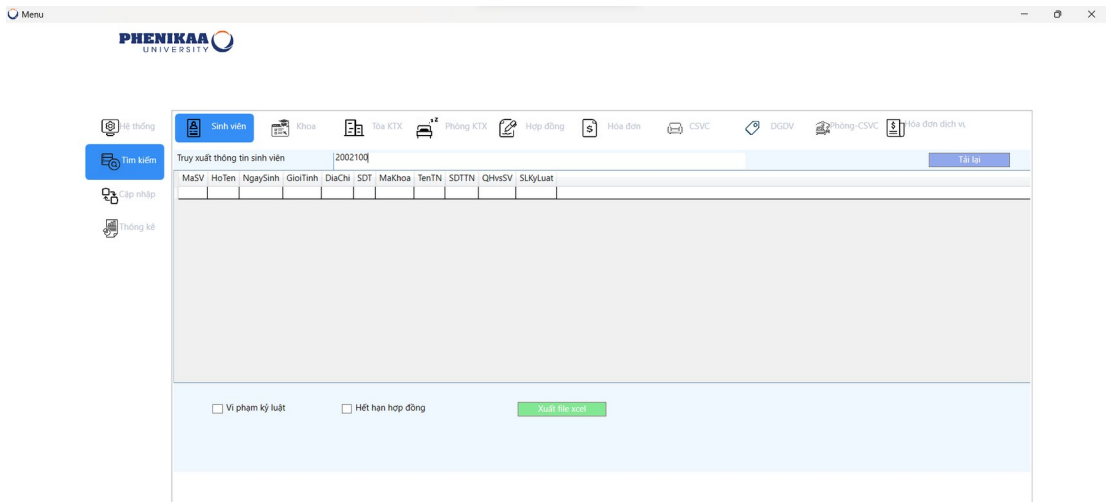 Menu
PHENIKAA
UNIVERSITY
Hệ thống
Sinh viên Khoa Tòa KTX Phòng KTX Hợp đồng Hóa đơn CSVC DGDV Phòng-CSVC Hóa đơn dịch vụ
Tìm kiếm
Truy xuất thông tin sinh viên 2002100 Tải lại
MaSV HoTen NgaySinh GioiTinh DiaChi SDT MaKhoa TenTN SDTTN QHvsSV SLKyLuat
Cập nhập
Thống kê
Vi phạm kỷ luật Hết hạn hợp đồng Xuất file xcel